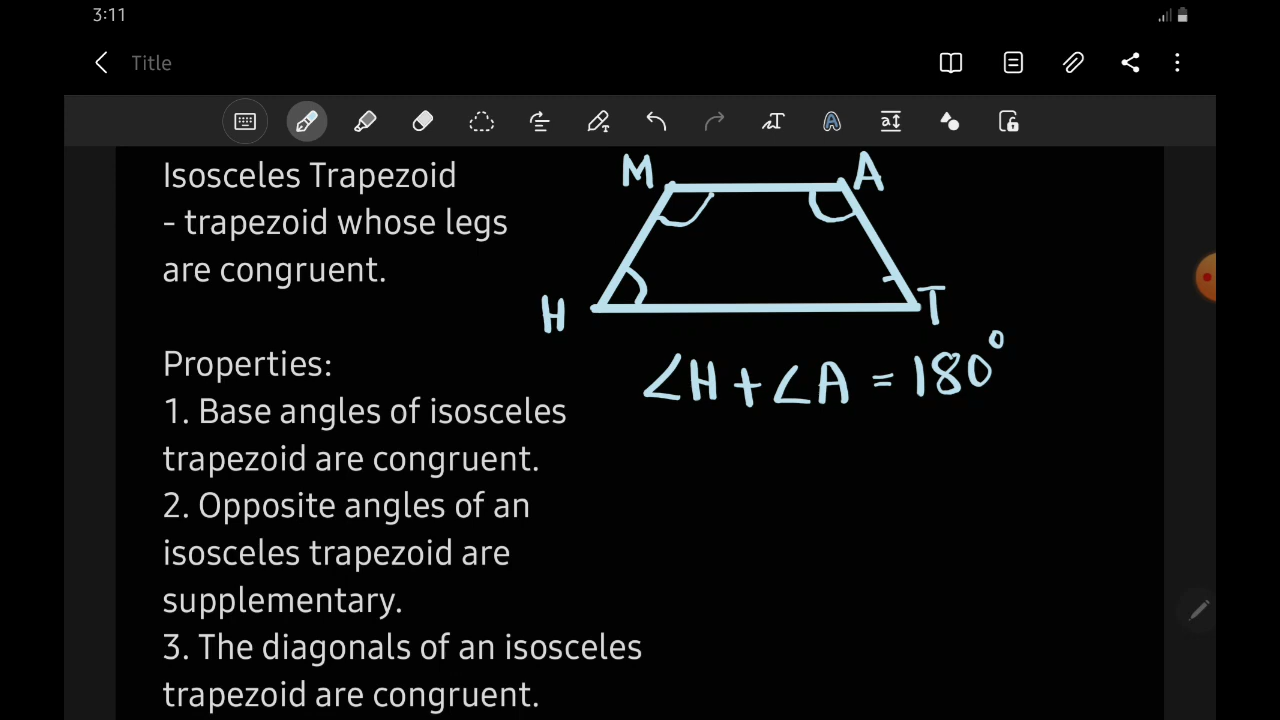 3:11
Title
Isosceles Trapezoid
- trapezoid whose legs
are congruent.
M A
H T
∠H + ∠A = 180°
Properties:
1. Base angles of isosceles
trapezoid are congruent.
2. Opposite angles of an
isosceles trapezoid are
supplementary.
3. The diagonals of an isosceles
trapezoid are congruent.